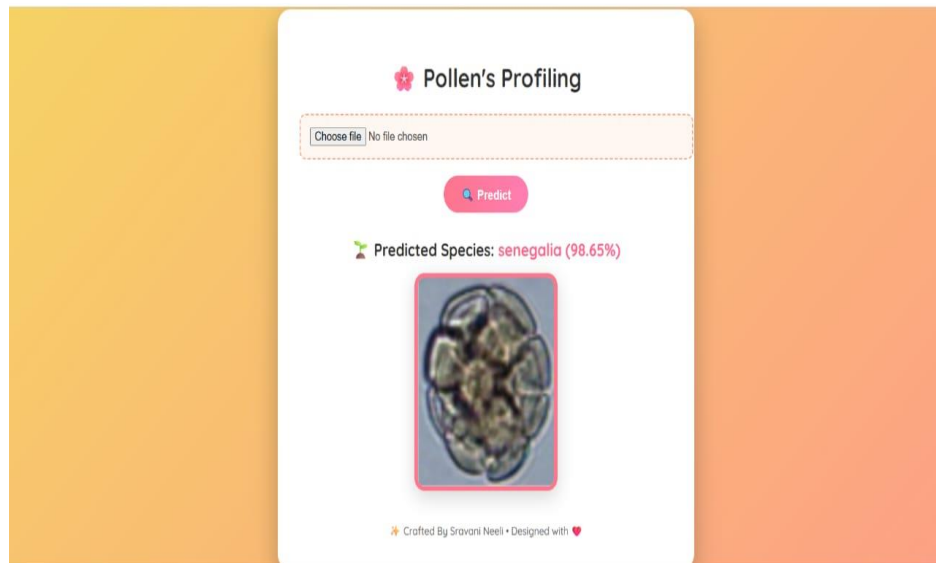 🌸 Pollen's Profiling
Choose file No file chosen
🔍 Predict
🌱 Predicted Species: senegalia (98.65%)
✨ Crafted By Sravani Neeli • Designed with ❤️